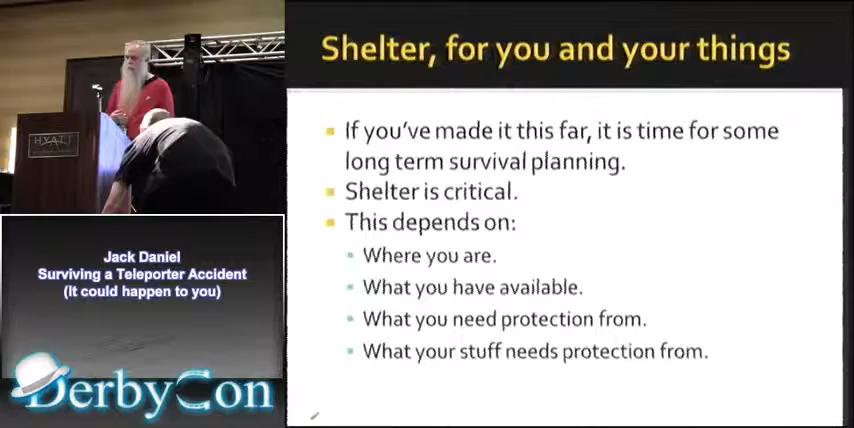 Shelter, for you and your things
If you've made it this far, it is time for some
long term survival planning.
Shelter is critical.
This depends on:
Where you are.
What you have available.
What you need protection from.
What your stuff needs protection from.
HYATT
Jack Daniel
Surviving a Teleporter Accident
(It could happen to you)
DerbyCon